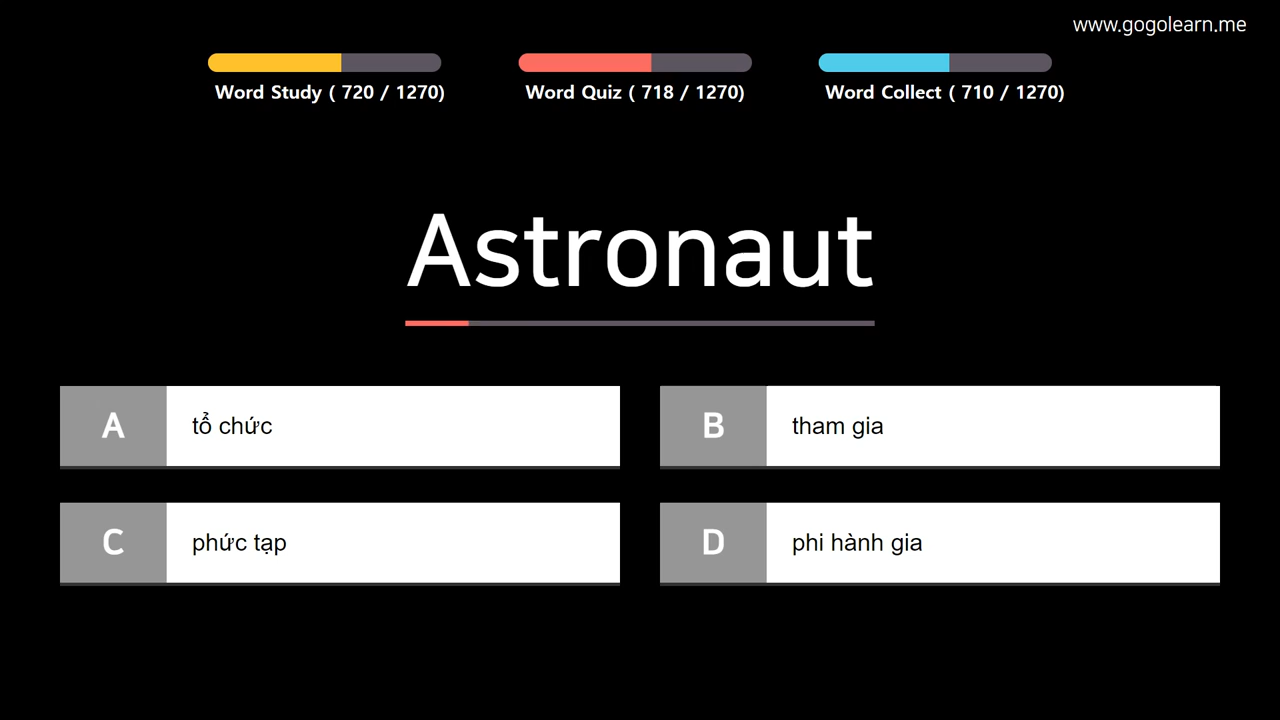 www.gogolearn.me
Word Study ( 720 / 1270)
Word Quiz ( 718 / 1270)
Word Collect ( 710 / 1270)
Astronaut
A
tổ chức
B
tham gia
C
phức tạp
D
phi hành gia